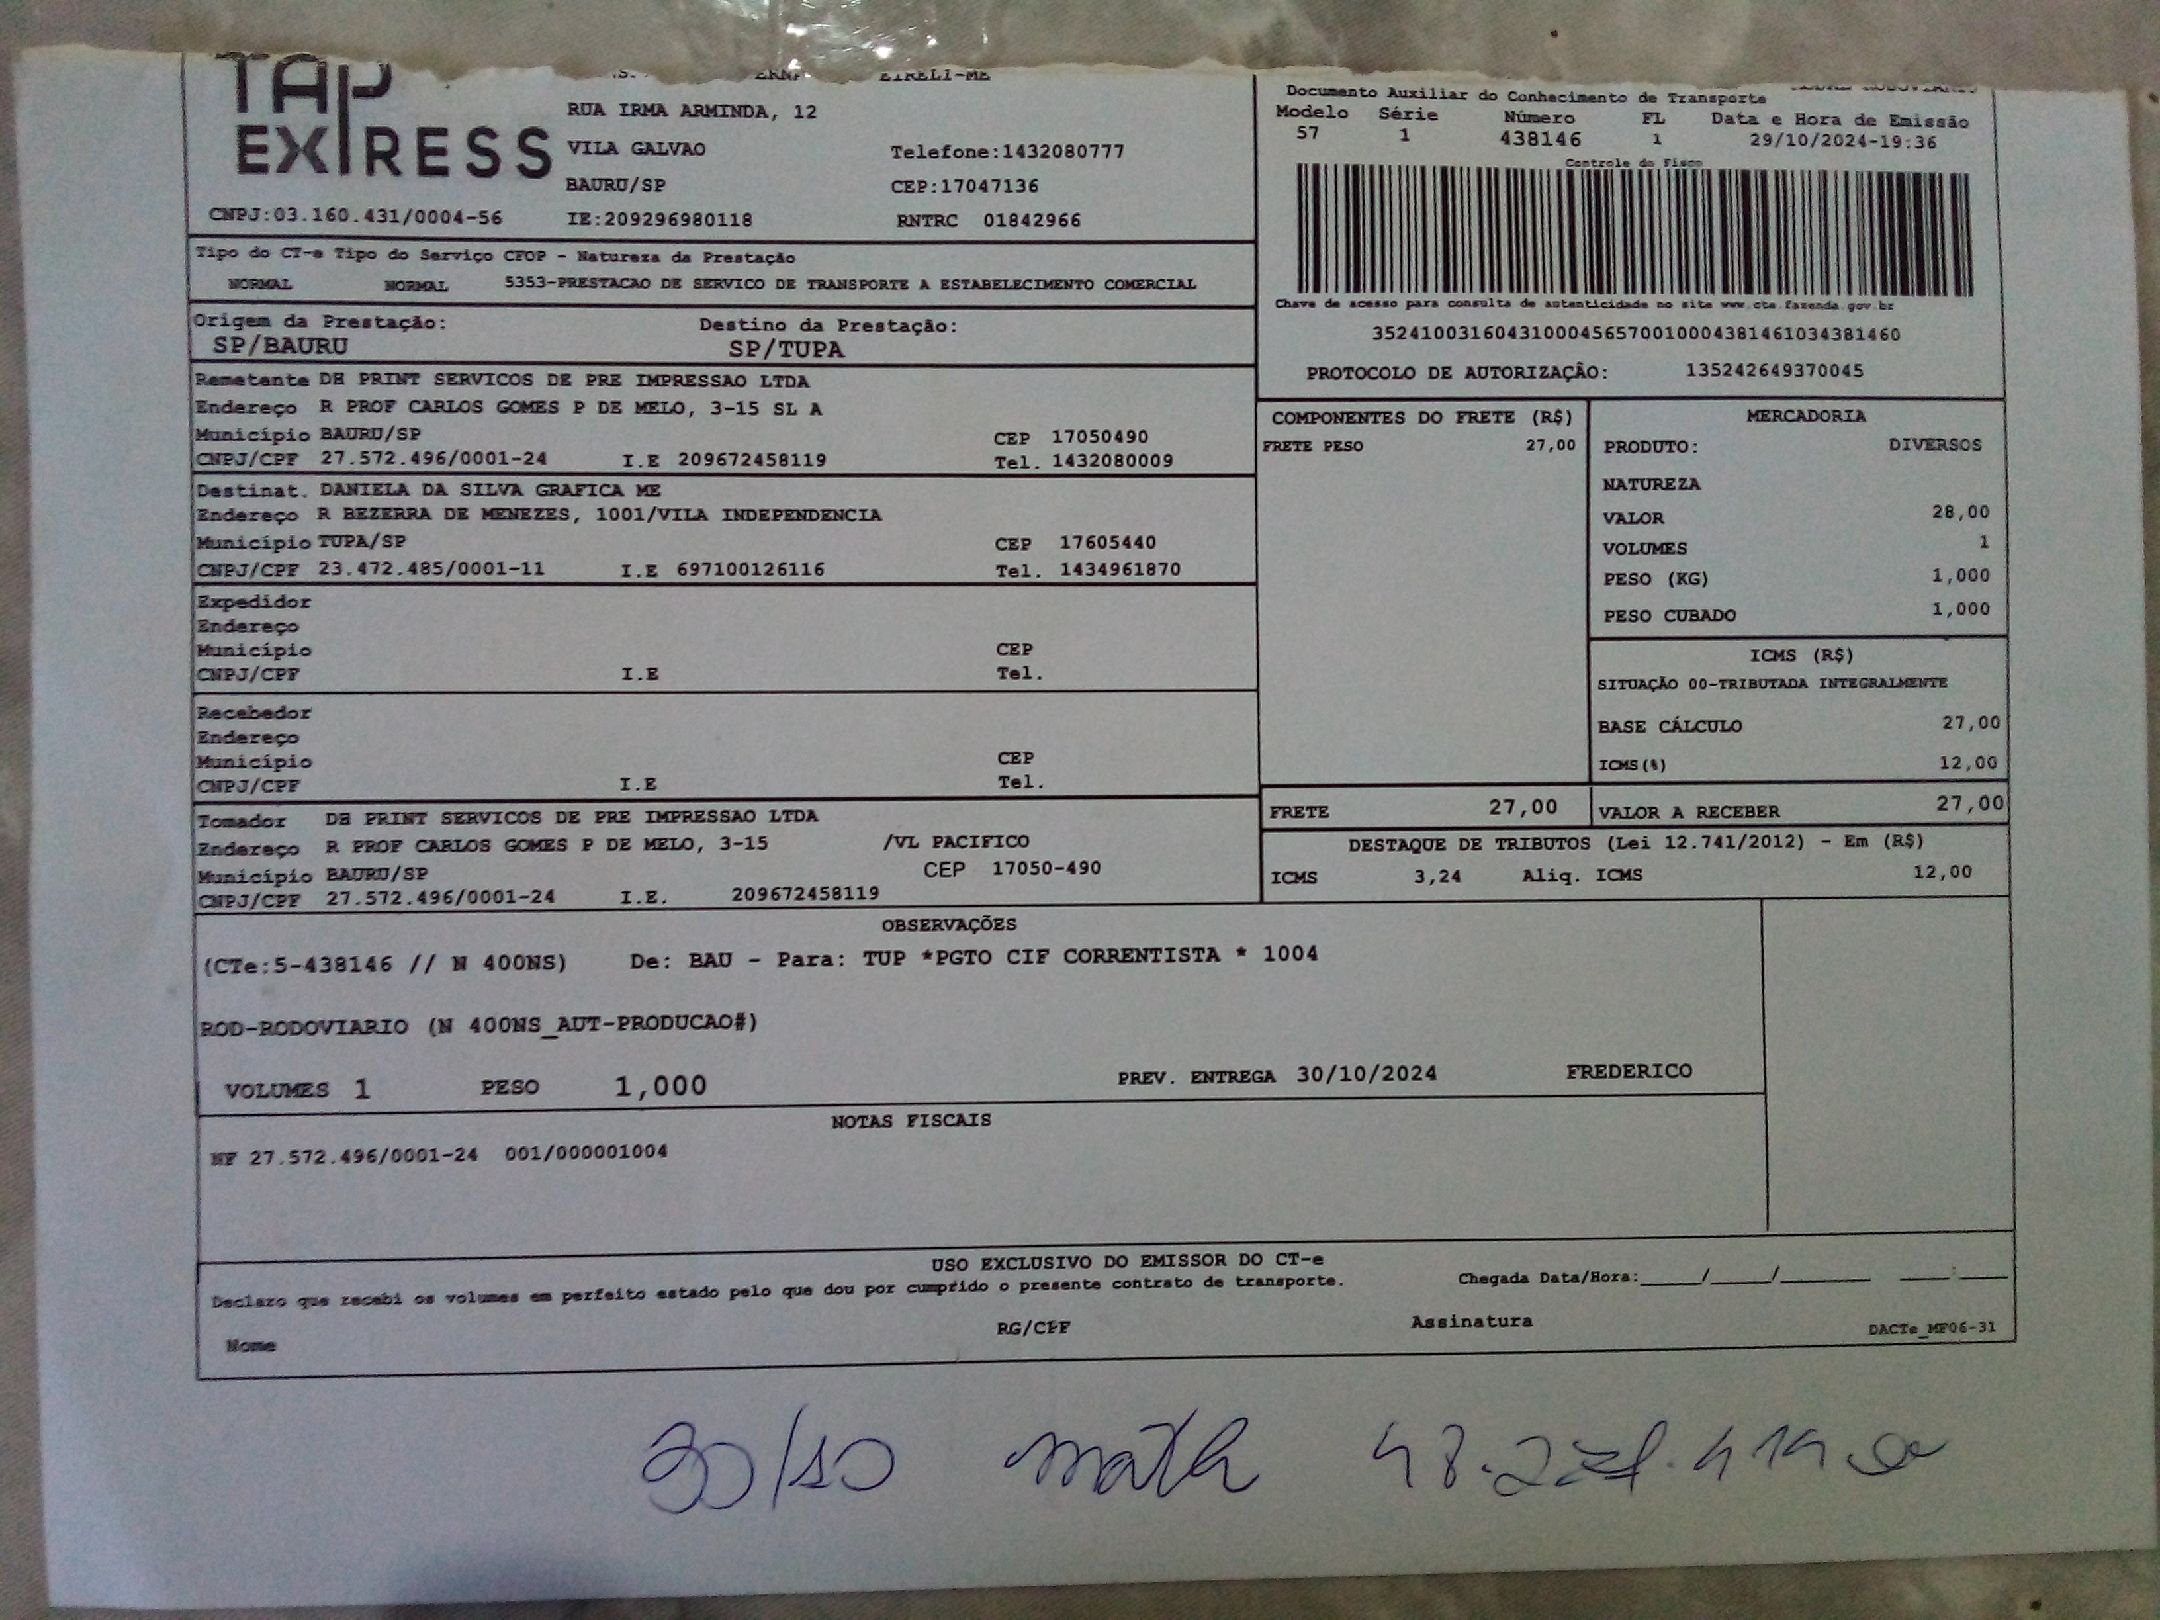 TAP
EXPRESS
EIRELI-ME
RUA IRMA ARMINDA, 12
VILA GALVAO Telefone:1432080777
BAURU/SP CEP:17047136
CNPJ:03.160.431/0004-56 IE:209296980118 RNTRC 01842966
Documento Auxiliar do Conhecimento de Transporte
Modelo Série Número FL Data e Hora de Emissão
57 1 438146 1 29/10/2024-19:36
Controle do Fisco
Chave de acesso para consulta de autenticidade no site www.cte.fazenda.gov.br
35241003160431000456570010004381461034381460
PROTOCOLO DE AUTORIZAÇÃO: 135242649370045
Tipo do CT-e Tipo do Serviço CFOP - Natureza da Prestação
NORMAL NORMAL 5353-PRESTACAO DE SERVICO DE TRANSPORTE A ESTABELECIMENTO COMERCIAL
Origem da Prestação: Destino da Prestação:
SP/BAURU SP/TUPA
Remetante DH PRINT SERVICOS DE PRE IMPRESSAO LTDA
Endereço R PROF CARLOS GOMES P DE MELO, 3-15 SL A
Município BAURU/SP CEP 17050490
CNPJ/CPF 27.572.496/0001-24 I.E 209672458119 Tel. 1432080009
Destinat. DANIELA DA SILVA GRAFICA ME
Endereço R BEZERRA DE MENEZES, 1001/VILA INDEPENDENCIA
Município TUPA/SP CEP 17605440
CNPJ/CPF 23.472.485/0001-11 I.E 697100126116 Tel. 1434961870
Expedidor
Endereço
Município CEP
CNPJ/CPF I.E Tel.
Recebedor
Endereço
Município CEP
CNPJ/CPF I.E Tel.
Tomador DH PRINT SERVICOS DE PRE IMPRESSAO LTDA
Endereço R PROF CARLOS GOMES P DE MELO, 3-15 /VL PACIFICO
Município BAURU/SP CEP 17050-490
CNPJ/CPF 27.572.496/0001-24 I.E. 209672458119
COMPONENTES DO FRETE (R$)
FRETE PESO 27,00
MERCADORIA
PRODUTO: DIVERSOS
NATUREZA
VALOR 28,00
VOLUMES 1
PESO (KG) 1,000
PESO CUBADO 1,000
ICMS (R$)
SITUAÇÃO 00-TRIBUTADA INTEGRALMENTE
BASE CÁLCULO 27,00
ICMS(%) 12,00
FRETE 27,00 VALOR A RECEBER 27,00
DESTAQUE DE TRIBUTOS (Lei 12.741/2012) - Em (R$)
ICMS 3,24 Aliq. ICMS 12,00
OBSERVAÇÕES
(CTe:5-438146 // N 400NS) De: BAU - Para: TUP *PGTO CIF CORRENTISTA * 1004
ROD-RODOVIARIO (N 400NS_AUT-PRODUCAO#)
VOLUMES 1 PESO 1,000 PREV. ENTREGA 30/10/2024 FREDERICO
NOTAS FISCAIS
NF 27.572.496/0001-24 001/000001004
USO EXCLUSIVO DO EMISSOR DO CT-e
Declaro que recebi os volumes em perfeito estado pelo que dou por cumprido o presente contrato de transporte. Chegada Data/Hora:_____/_____/_______ ____:____
Nome RG/CPF Assinatura DACTe_MF06-31
30/10